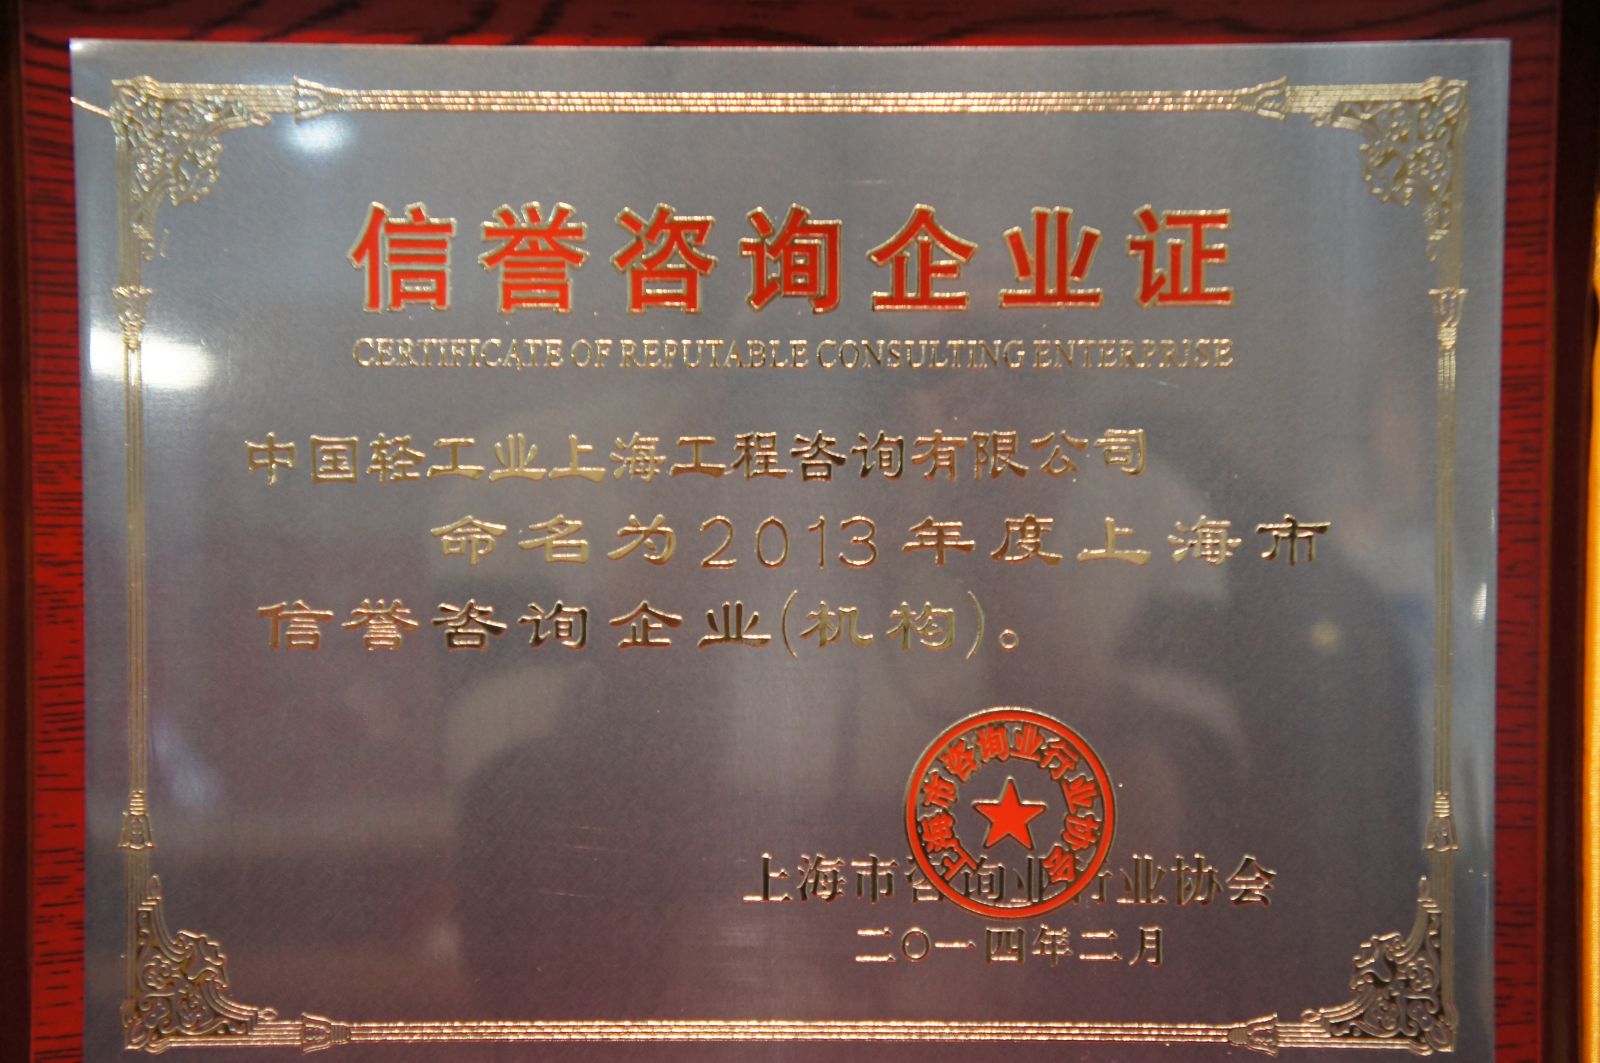 信誉咨询企业证
CERTIFICATE OF REPUTABLE CONSULTING ENTERPRISE
中国轻工业上海工程咨询有限公司
命名为2013年度上海市
信誉咨询企业(机构)。
上海市咨询业行业协会
上海市咨询业行业协会
二〇一四年二月